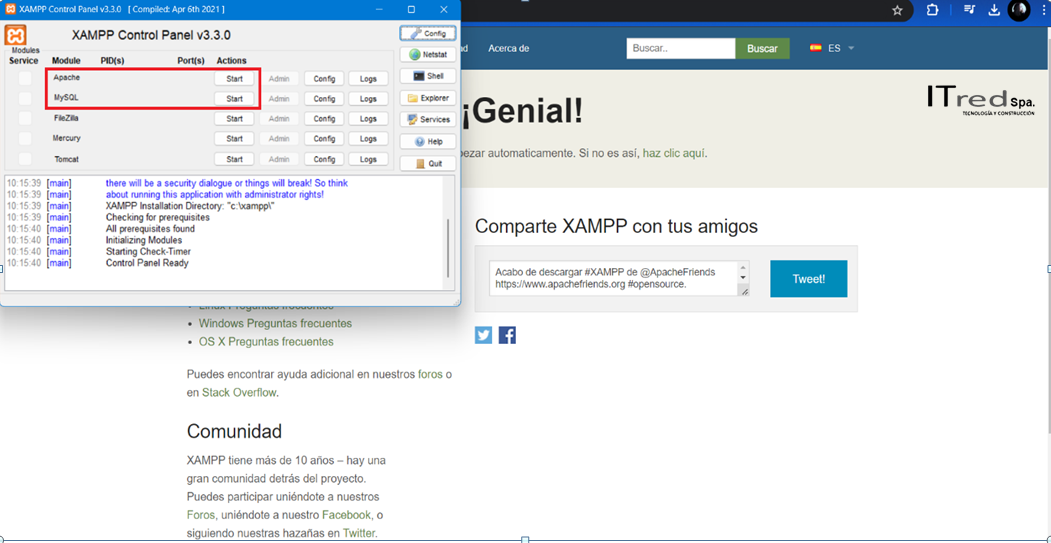 XAMPP Control Panel v3.3.0 [ Compiled: Apr 6th 2021 ]
XAMPP Control Panel v3.3.0
Config
Modules
Service Module PID(s) Port(s) Actions
Netstat
Apache Start Admin Config Logs
Shell
MySQL Start Admin Config Logs
Explorer
FileZilla Start Admin Config Logs
Services
Mercury Start Admin Config Logs
Help
Tomcat Start Admin Config Logs
Quit
10:15:39 [main] there will be a security dialogue or things will break! So think
10:15:39 [main] about running this application with administrator rights!
10:15:39 [main] XAMPP Installation Directory: "c:\xampp\"
10:15:39 [main] Checking for prerequisites
10:15:40 [main] All prerequisites found
10:15:40 [main] Initializing Modules
10:15:40 [main] Starting Check-Timer
10:15:40 [main] Control Panel Ready
Acerca de
Buscar..
Buscar
ES
¡Genial!
ITred Spa.
TECNOLOGÍA Y CONSTRUCCIÓN
ezar automaticamente. Si no es así, haz clic aquí.
Comparte XAMPP con tus amigos
Acabo de descargar #XAMPP de @ApacheFriends
https://www.apachefriends.org #opensource.
Tweet!
Linux Preguntas frecuentes
• Windows Preguntas frecuentes
• OS X Preguntas frecuentes
Puedes encontrar ayuda adicional en nuestros foros o
en Stack Overflow.
Comunidad
XAMPP tiene más de 10 años – hay una
gran comunidad detrás del proyecto.
Puedes participar uniéndote a nuestros
Foros, uniéndote a nuestro Facebook, o
siguiendo nuestras hazañas en Twitter.